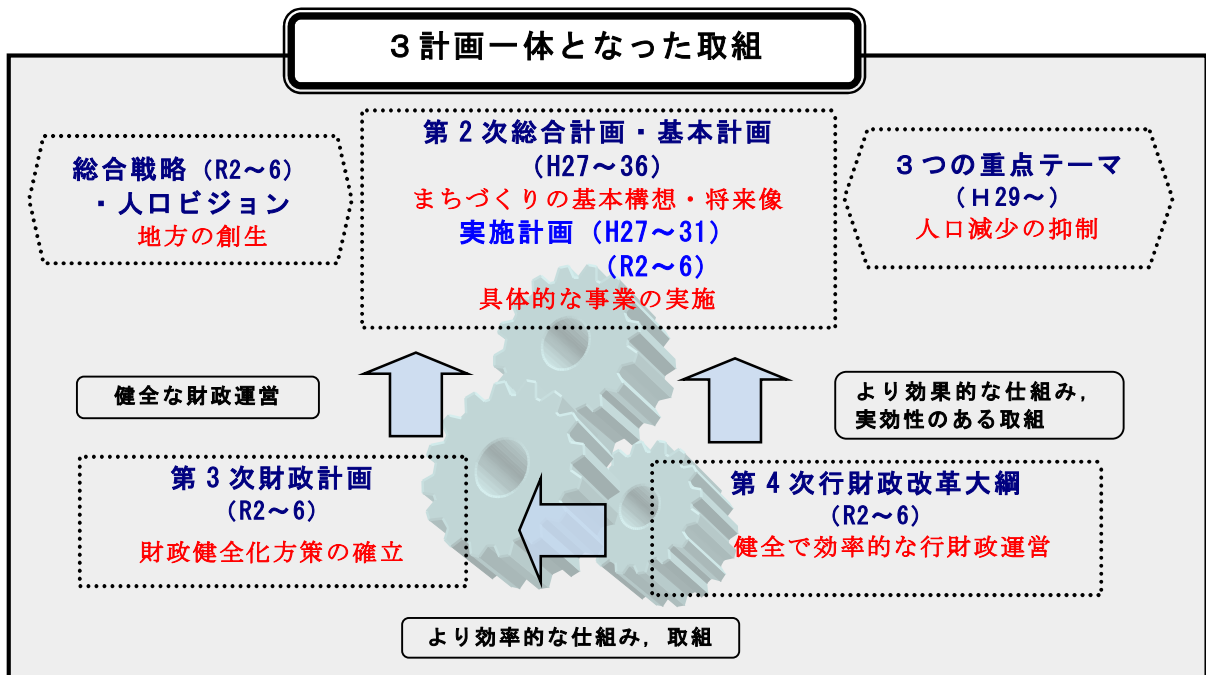 ３計画一体となった取組
総合戦略（R2～6）
・人口ビジョン
地方の創生
第２次総合計画・基本計画
（H27～36）
まちづくりの基本構想・将来像
実施計画（H27～31）
（R2～6）
具体的な事業の実施
３つの重点テーマ
（Ｈ29～）
人口減少の抑制
健全な財政運営
より効果的な仕組み，
実効性のある取組
第３次財政計画
（R2～6）
財政健全化方策の確立
第４次行財政改革大綱
（R2～6）
健全で効率的な行財政運営
より効率的な仕組み，取組